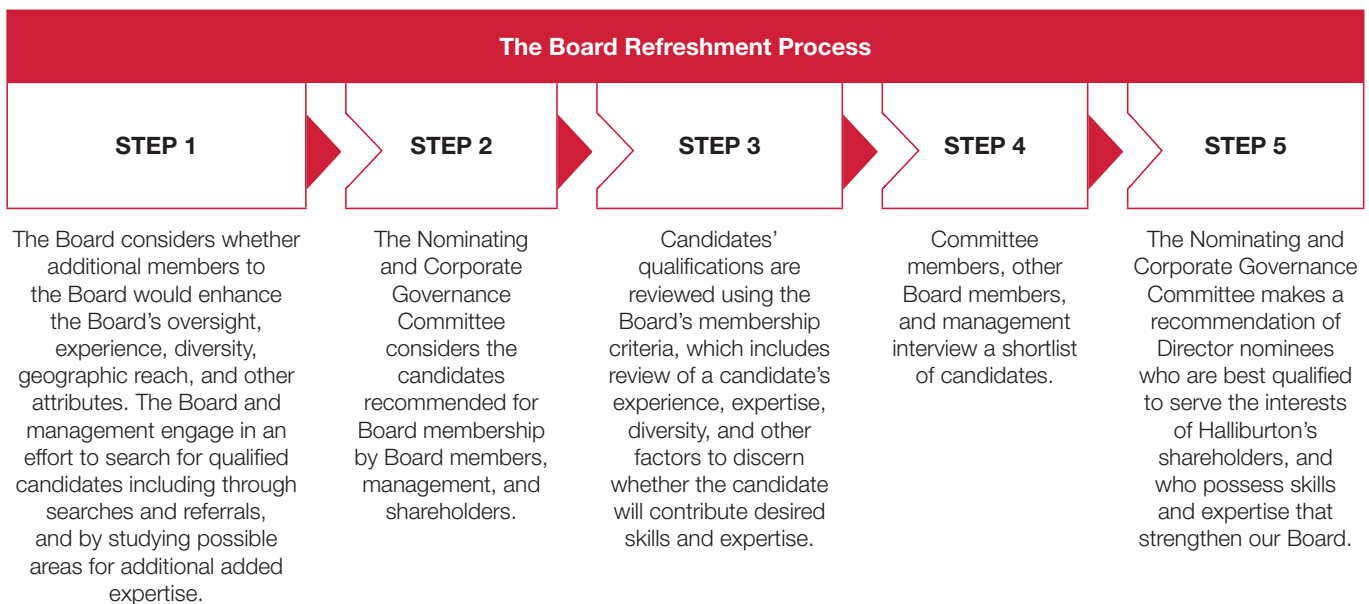 The Board Refreshment Process
STEP 1
The Board considers whether
additional members to
the Board would enhance
the Board's oversight,
experience, diversity,
geographic reach, and other
attributes. The Board and
management engage in an
effort to search for qualified
candidates including through
searches and referrals,
and by studying possible
areas for additional added
expertise.
STEP 2
The Nominating
and Corporate
Governance
Committee
considers the
candidates
recommended for
Board membership
by Board members,
management, and
shareholders.
STEP 3
Candidates'
qualifications are
reviewed using the
Board's membership
criteria, which includes
review of a candidate's
experience, expertise,
diversity, and other
factors to discern
whether the candidate
will contribute desired
skills and expertise.
STEP 4
Committee
members, other
Board members,
and management
interview a shortlist
of candidates.
STEP 5
The Nominating and
Corporate Governance
Committee makes a
recommendation of
Director nominees
who are best qualified
to serve the interests
of Halliburton's
shareholders, and
who possess skills
and expertise that
strengthen our Board.